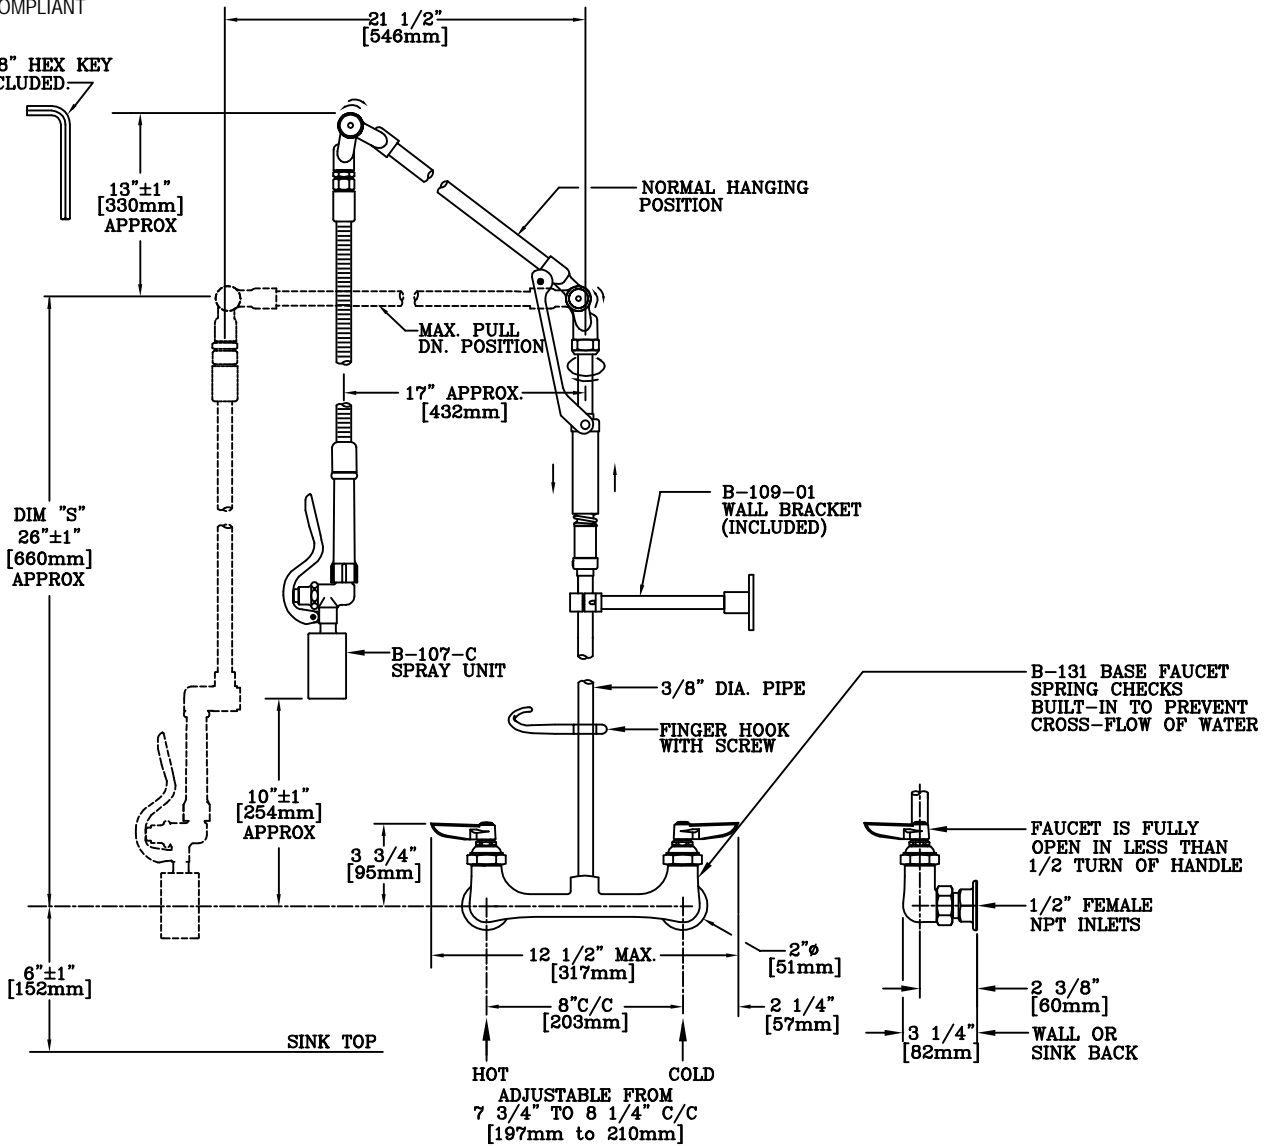 OMPLIANT
8" HEX KEY
CLUDED.
21 1/2"
[546mm]
13"±1"
[330mm]
APPROX
NORMAL HANGING
POSITION
MAX. PULL
DN. POSITION
17" APPROX.
[432mm]
DIM "S"
26"±1"
[660mm]
APPROX
B-109-01
WALL BRACKET
(INCLUDED)
B-107-C
SPRAY UNIT
3/8" DIA. PIPE
FINGER HOOK
WITH SCREW
B-131 BASE FAUCET
SPRING CHECKS
BUILT-IN TO PREVENT
CROSS-FLOW OF WATER
10"±1"
[254mm]
APPROX
3 3/4"
[95mm]
FAUCET IS FULLY
OPEN IN LESS THAN
1/2 TURN OF HANDLE
1/2" FEMALE
NPT INLETS
12 1/2" MAX.
[317mm]
2"ø
[51mm]
6"±1"
[152mm]
8"C/C
[203mm]
2 1/4"
[57mm]
2 3/8"
[60mm]
3 1/4"
[82mm]
WALL OR
SINK BACK
SINK TOP
HOT
COLD
ADJUSTABLE FROM
7 3/4" TO 8 1/4" C/C
[197mm to 210mm]